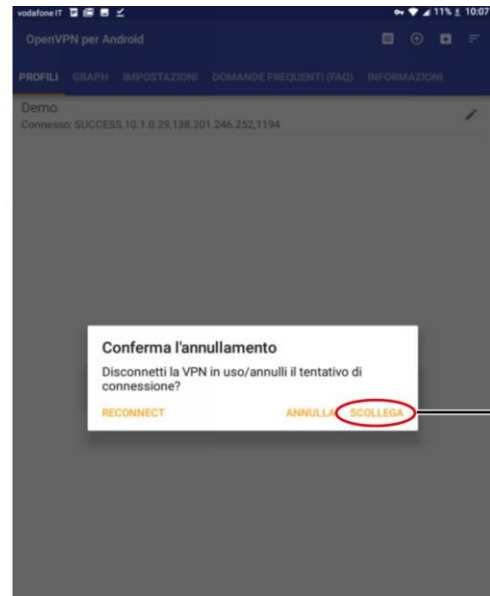 vodafone IT 11% 10:07
OpenVPN per Android
PROFILI GRAPH IMPOSTAZIONI DOMANDE FREQUENTI (FAQ) INFORMAZIONI
Demo
Connesso: SUCCESS,10.1.0.29,138.201.246.252,1194
Conferma l'annullamento
Disconnetti la VPN in uso/annulli il tentativo di
connessione?
RECONNECT ANNULLA SCOLLEGA